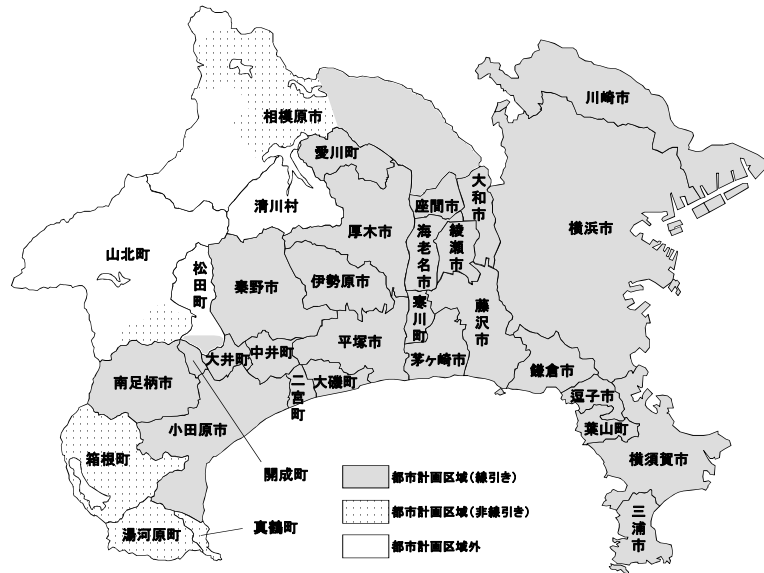 川崎市
相模原市
愛川町
大和市
座間市
清川村
横浜市
厚木市
海老名市
綾瀬市
山北町
松田町
秦野市
伊勢原市
寒川町
藤沢市
平塚市
大井町
中井町
茅ヶ崎市
鎌倉市
南足柄市
大磯町
二宮町
逗子市
小田原市
葉山町
箱根町
横須賀市
開成町
都市計画区域(線引き)
都市計画区域(非線引き)
三浦市
真鶴町
湯河原町
都市計画区域外